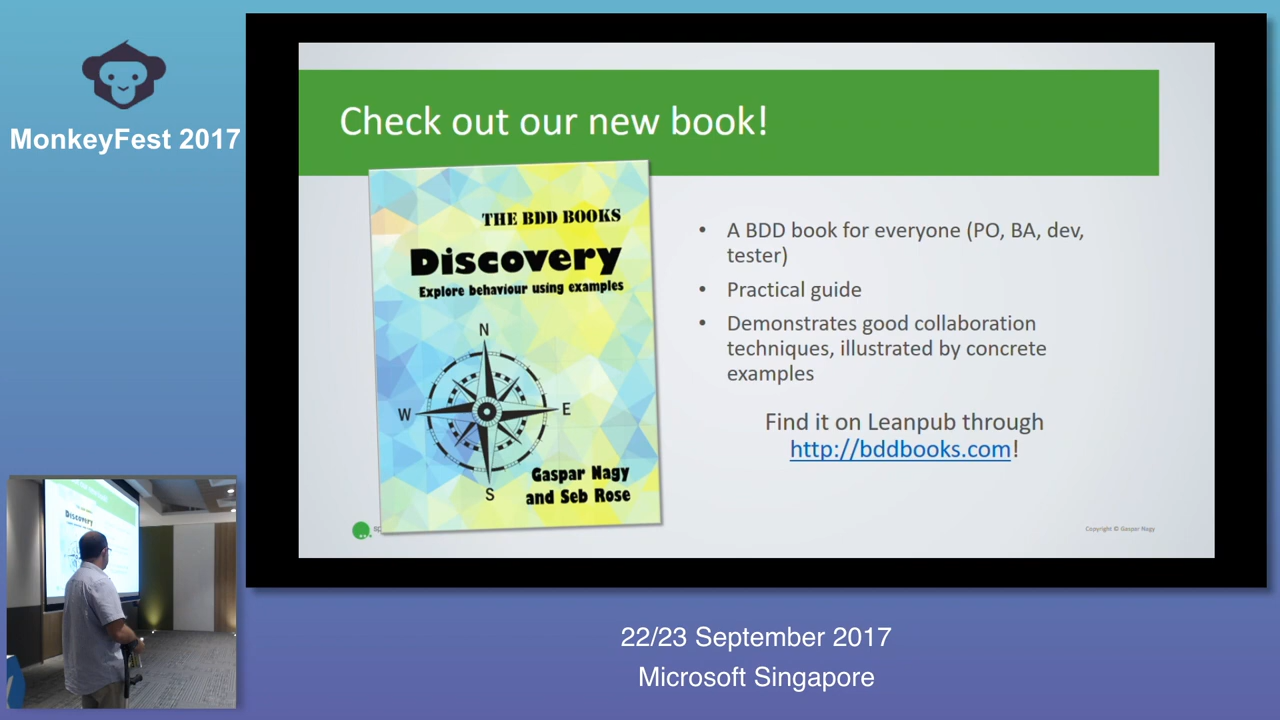 MonkeyFest 2017
Check out our new book!
THE BDD BOOKS
Discovery
Explore behaviour using examples
N
W
E
S
Gaspar Nagy
and Seb Rose
• A BDD book for everyone (PO, BA, dev,
tester)
• Practical guide
• Demonstrates good collaboration
techniques, illustrated by concrete
examples
Find it on Leanpub through
http://bddbooks.com!
Copyright © Gaspar Nagy
Discovery
22/23 September 2017
Microsoft Singapore